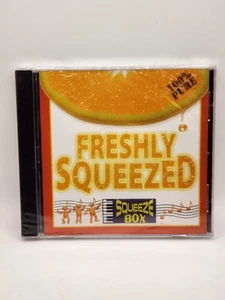 100%
PURE
FRESHLY
SQUEEZED
SQUEEZE
BOX